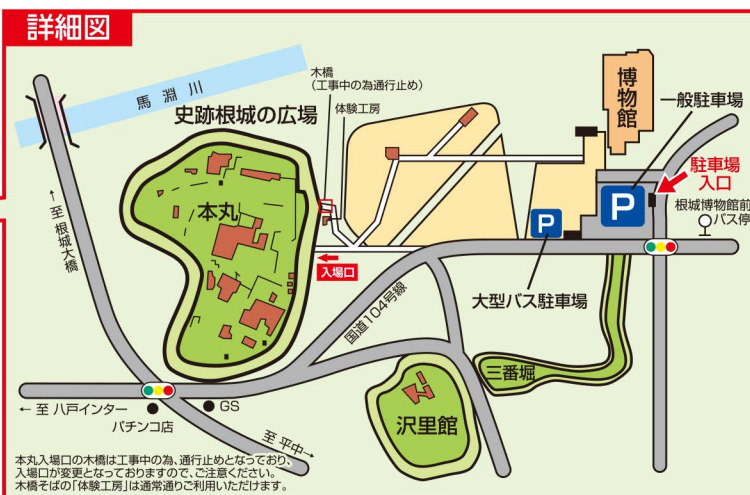 詳細図
馬淵川
木橋
(工事中の為通行止め)
体験工房
史跡根城の広場
博物館
一般駐車場
駐車場
入口
根城博物館前
バス停
P
P
本丸
←至 根城大橋
入場口
大型バス駐車場
国道104号線
三番堀
沢里館
← 至 八戸インター
GS
パチンコ店
至 平中→
本丸入場口の木橋は工事中の為、通行止めとなっており、
入場口が変更となっておりますので、ご注意ください。
木橋そばの「体験工房」は通常通りご利用いただけます。